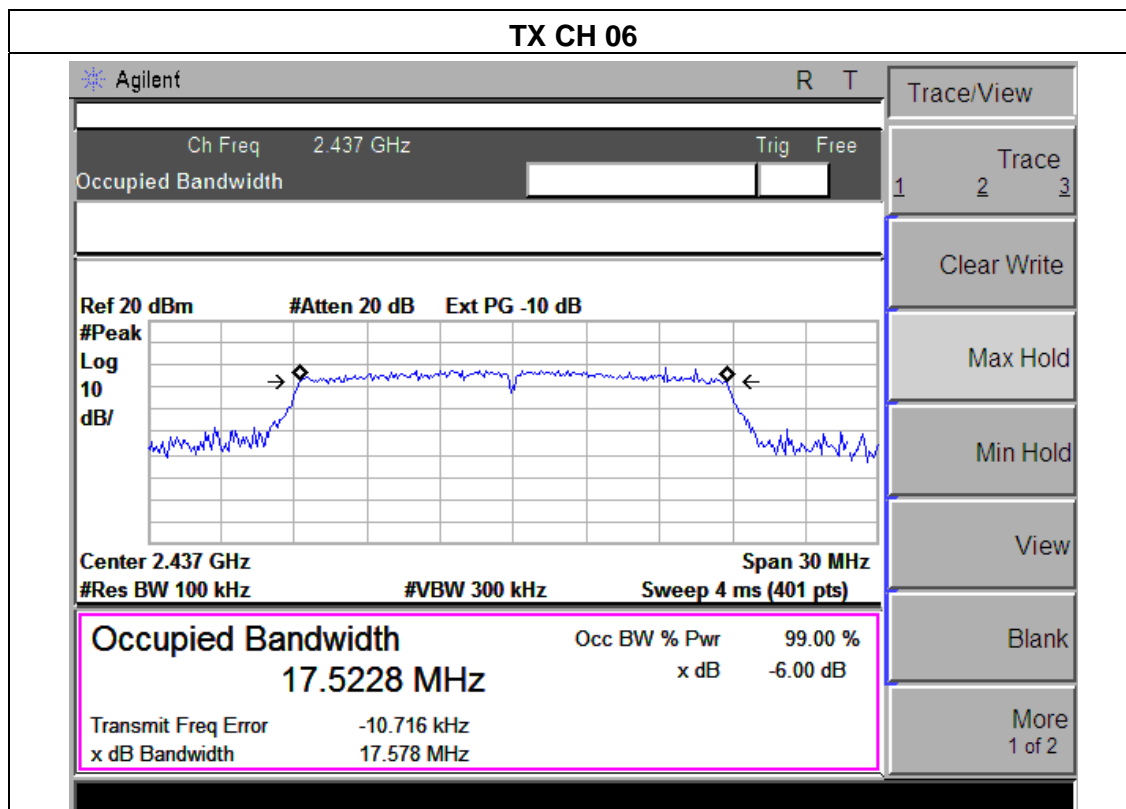 TX CH 06
Agilent R T
Trace/View
Ch Freq 2.437 GHz Trig Free
Occupied Bandwidth
Trace
1 2 3
Clear Write
Max Hold
Min Hold
View
Blank
More
1 of 2
Ref 20 dBm #Atten 20 dB Ext PG -10 dB
#Peak
Log
10
dB/
Center 2.437 GHz Span 30 MHz
#Res BW 100 kHz #VBW 300 kHz Sweep 4 ms (401 pts)
Occupied Bandwidth Occ BW % Pwr 99.00 %
17.5228 MHz x dB -6.00 dB
Transmit Freq Error -10.716 kHz
x dB Bandwidth 17.578 MHz